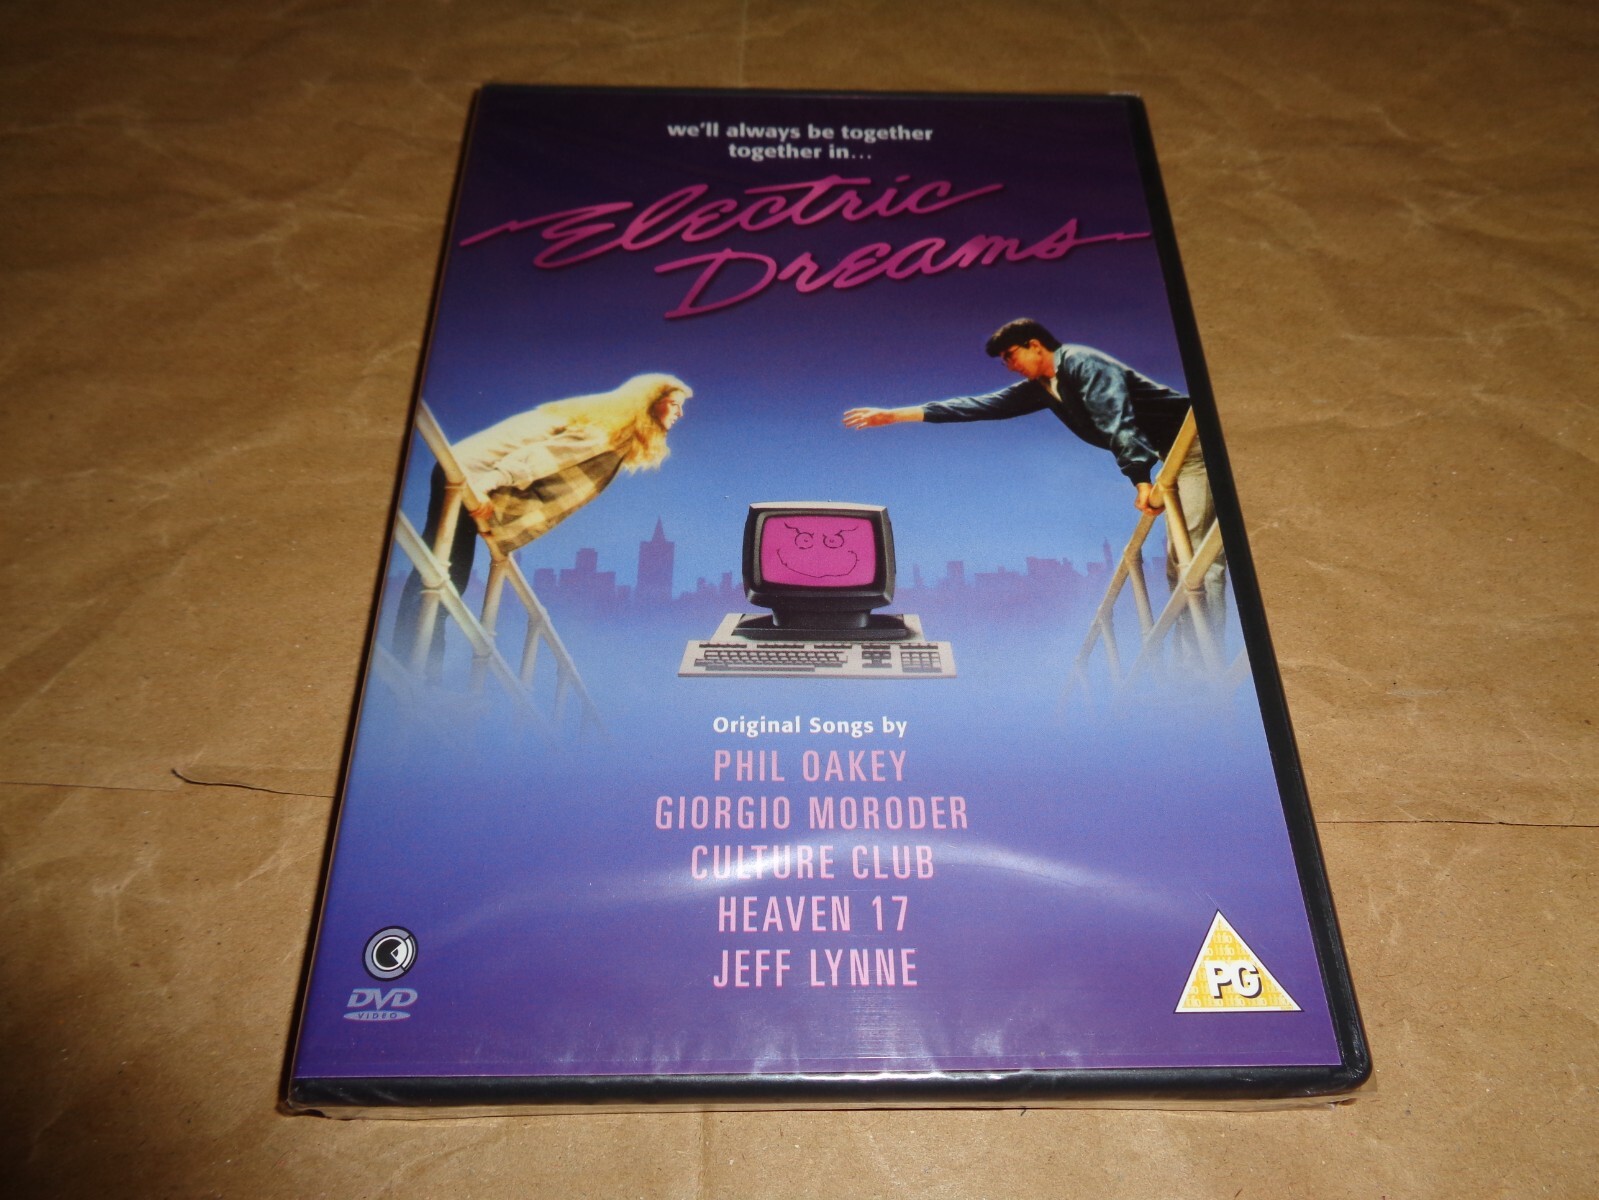 we'll always be together
together in...
Electric
Dreams
Original Songs by
PHIL OAKEY
GIORGIO MORODER
CULTURE CLUB
HEAVEN 17
JEFF LYNNE
DVD
VIDEO
PG